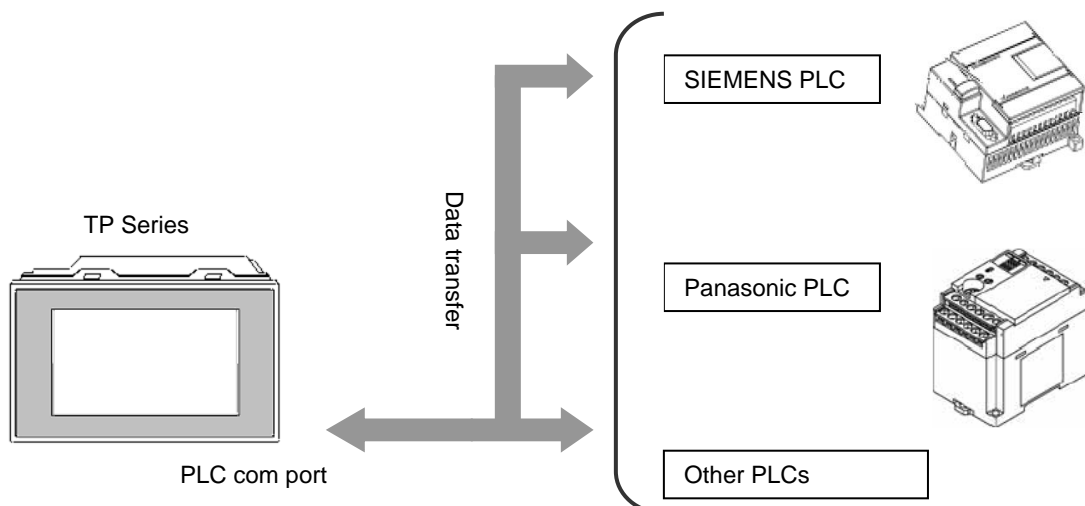 TP Series
PLC com port
Data transfer
SIEMENS PLC
Panasonic PLC
Other PLCs